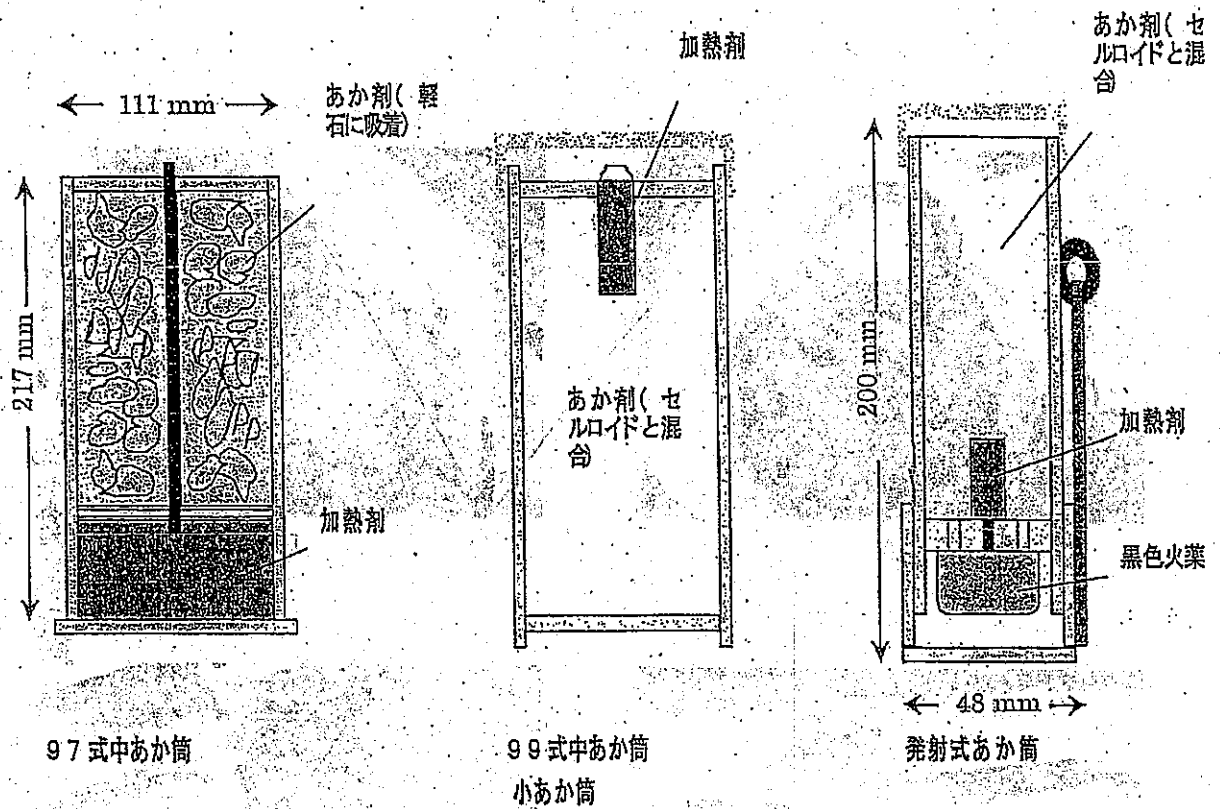 111 mm
217 mm
あか剤( 軽
石に吸着)
加熱剤
97式中あか筒
加熱剤
あか剤( セ
ルロイドと混
合)
99式中あか筒
小あか筒
あか剤( セ
ルロイドと混
合)
200 mm
加熱剤
黒色火薬
48 mm
発射式あか筒